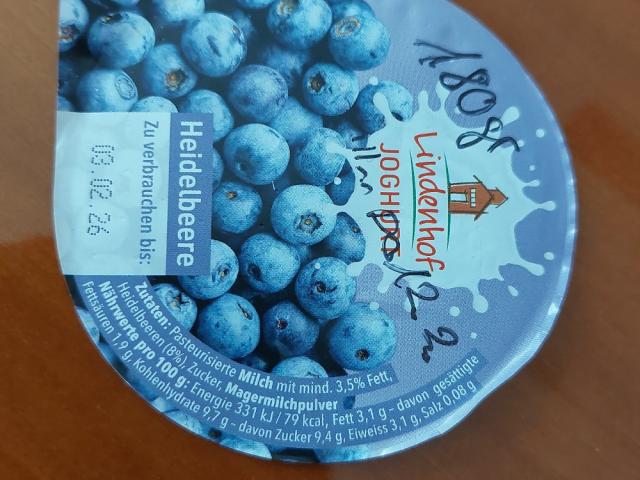 Heidelbeere
Zu verbrauchen bis:
03.02.26
180g
Lindenhof
JOGHURT
Zutaten: Pasteurisierte Milch mit mind. 3,5% Fett,
Heidelbeeren (8%), Zucker, Magermilchpulver
Nährwerte pro 100 g: Energie 331 kJ / 79 kcal, Fett 3,1 g - davon gesättigte
Fettsäuren 1,9 g, Kohlenhydrate 9,7 g - davon Zucker 9,4 g, Eiweiss 3,1 g, Salz 0,08 g